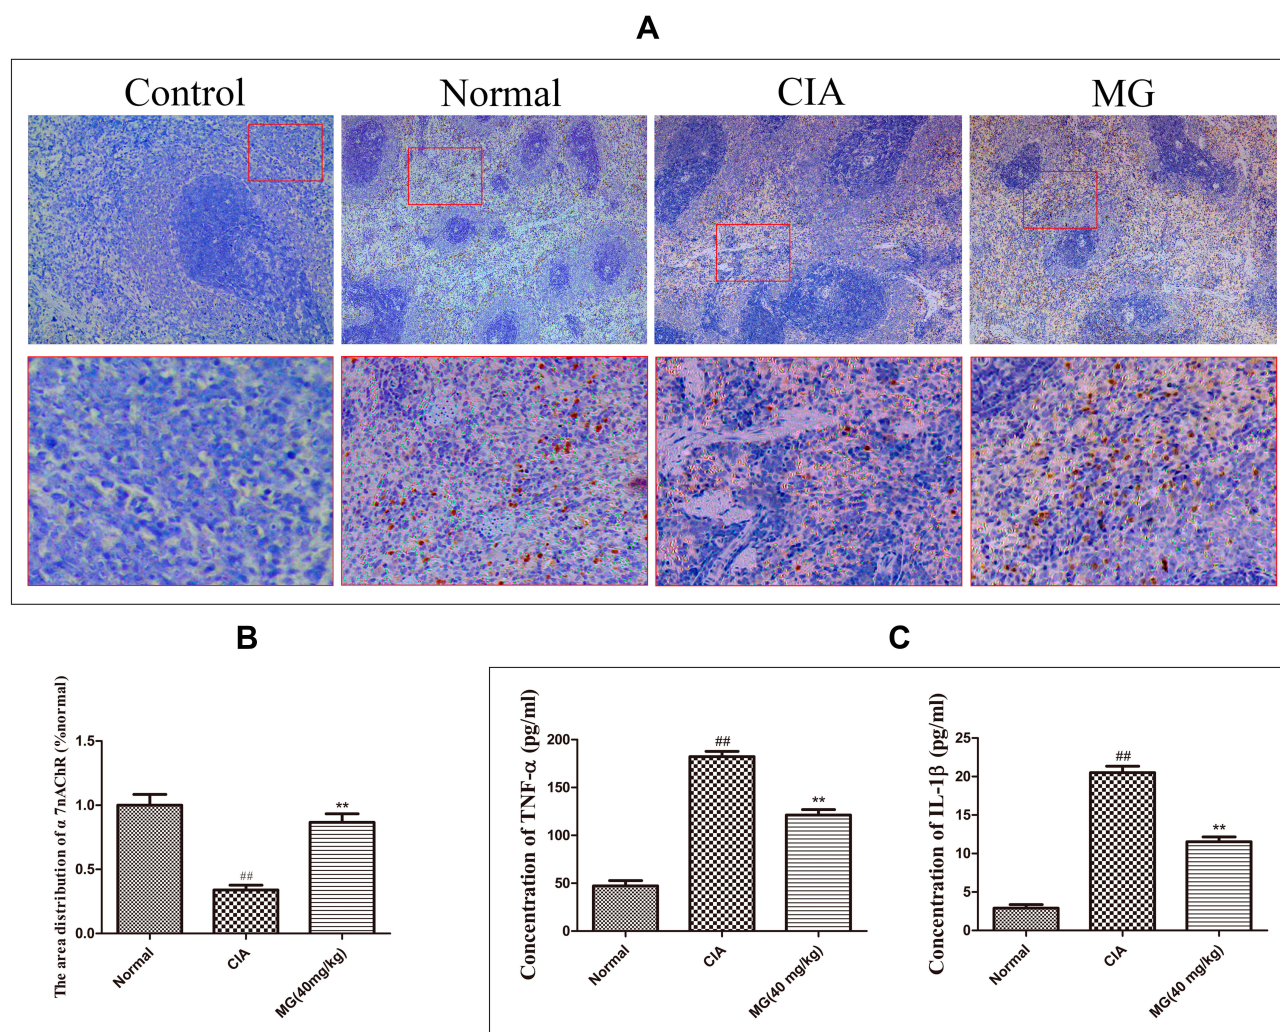 A
Control
Normal
CIA
MG
B
The area distribution of α 7nAChR (%normal)
1.5
1.0
0.5
0.0
##
**
Normal
CIA
MG(40mg/kg)
C
Concentration of TNF-α (pg/ml)
200
150
100
50
0
##
**
Normal
CIA
MG(40 mg/kg)
Concentration of IL-1β (pg/ml)
25
20
15
10
5
0
##
**
Normal
CIA
MG(40 mg/kg)